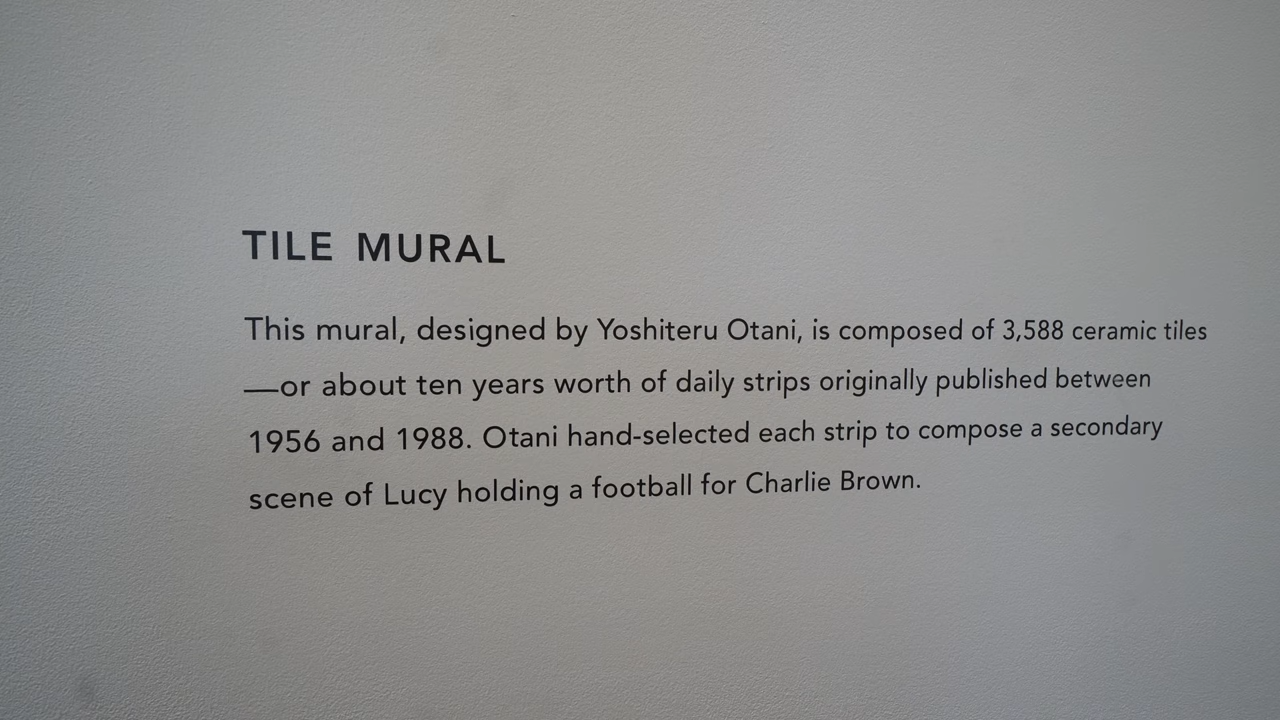 TILE MURAL
This mural, designed by Yoshiteru Otani, is composed of 3,588 ceramic tiles
—or about ten years worth of daily strips originally published between
1956 and 1988. Otani hand-selected each strip to compose a secondary
scene of Lucy holding a football for Charlie Brown.